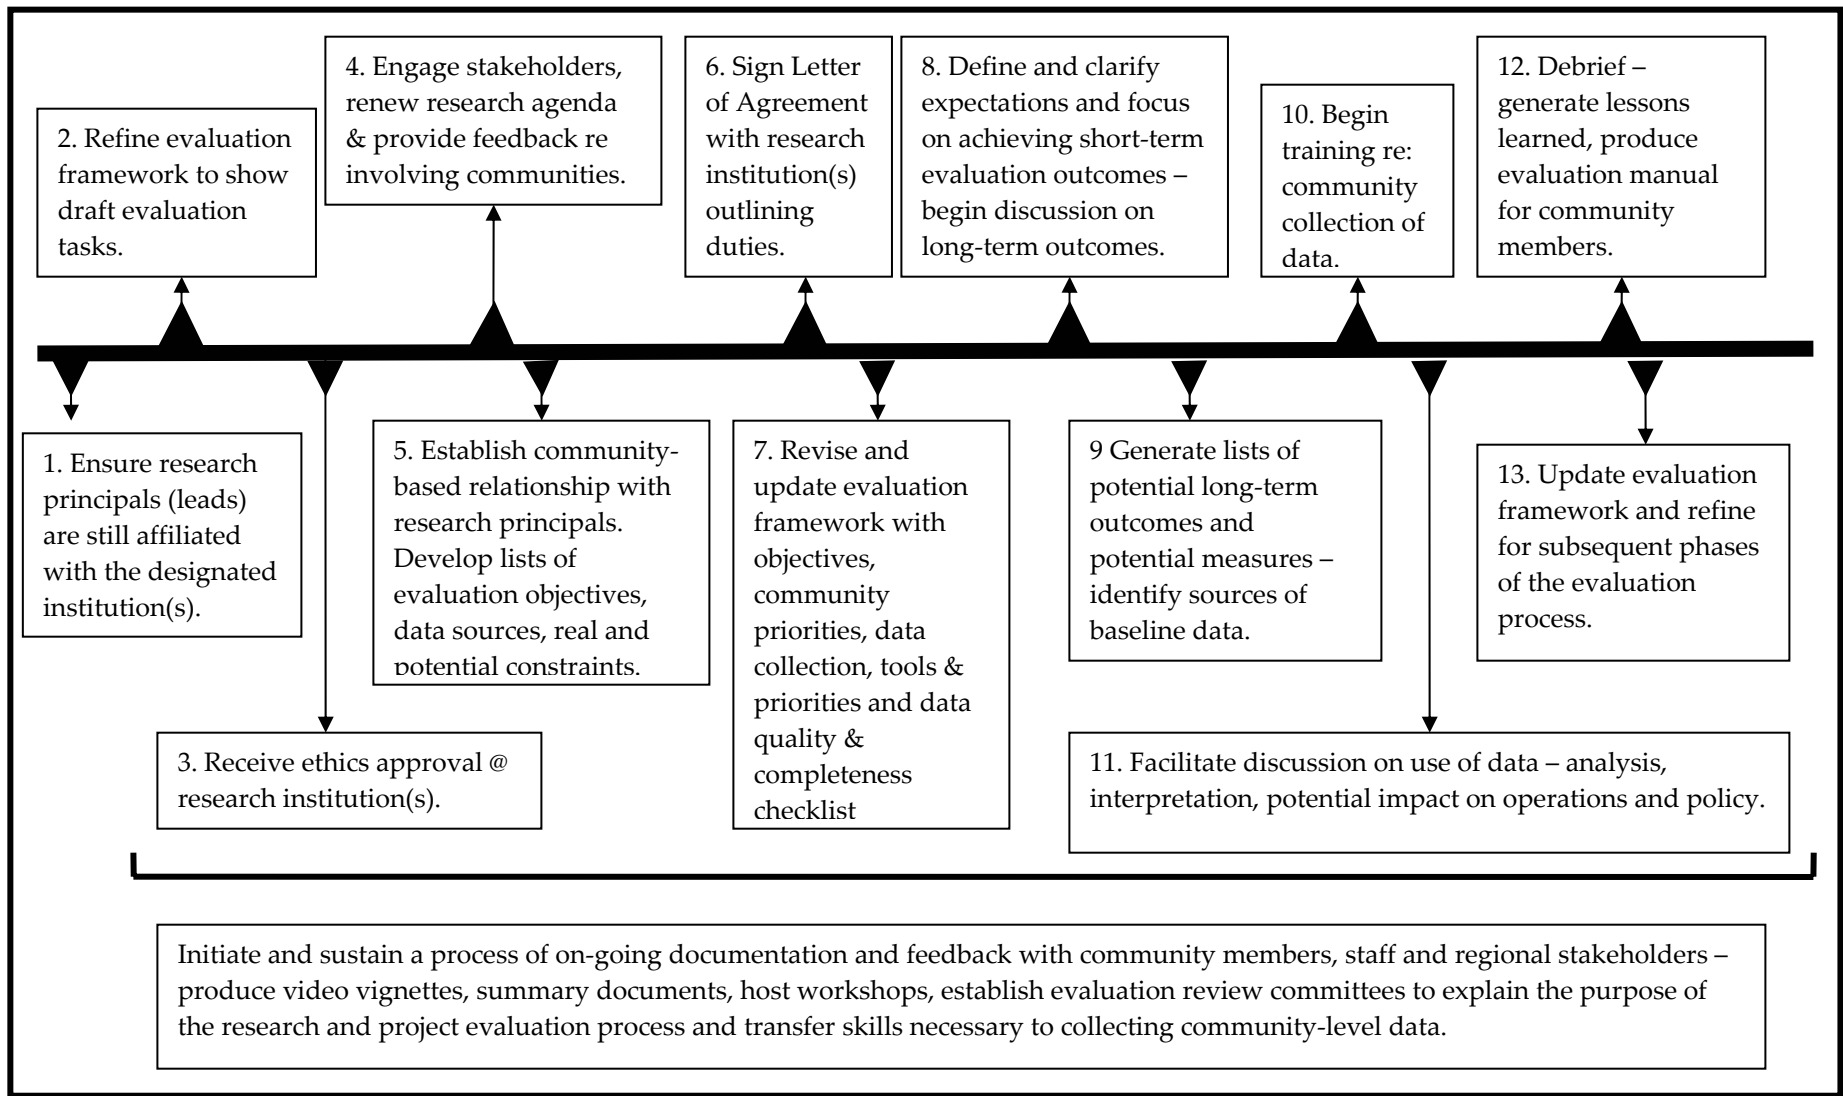 1. Ensure research
principals (leads)
are still affiliated
with the designated
institution(s).
2. Refine evaluation
framework to show
draft evaluation
tasks.
3. Receive ethics approval @
research institution(s).
4. Engage stakeholders,
renew research agenda
& provide feedback re
involving communities.
5. Establish community-
based relationship with
research principals.
Develop lists of
evaluation objectives,
data sources, real and
potential constraints.
6. Sign Letter
of Agreement
with research
institution(s)
outlining
duties.
7. Revise and
update evaluation
framework with
objectives,
community
priorities, data
collection, tools &
priorities and data
quality &
completeness
checklist
8. Define and clarify
expectations and focus
on achieving short-term
evaluation outcomes –
begin discussion on
long-term outcomes.
9 Generate lists of
potential long-term
outcomes and
potential measures –
identify sources of
baseline data.
10. Begin
training re:
community
collection of
data.
11. Facilitate discussion on use of data – analysis,
interpretation, potential impact on operations and policy.
12. Debrief –
generate lessons
learned, produce
evaluation manual
for community
members.
13. Update evaluation
framework and refine
for subsequent phases
of the evaluation
process.
Initiate and sustain a process of on-going documentation and feedback with community members, staff and regional stakeholders –
produce video vignettes, summary documents, host workshops, establish evaluation review committees to explain the purpose of
the research and project evaluation process and transfer skills necessary to collecting community-level data.